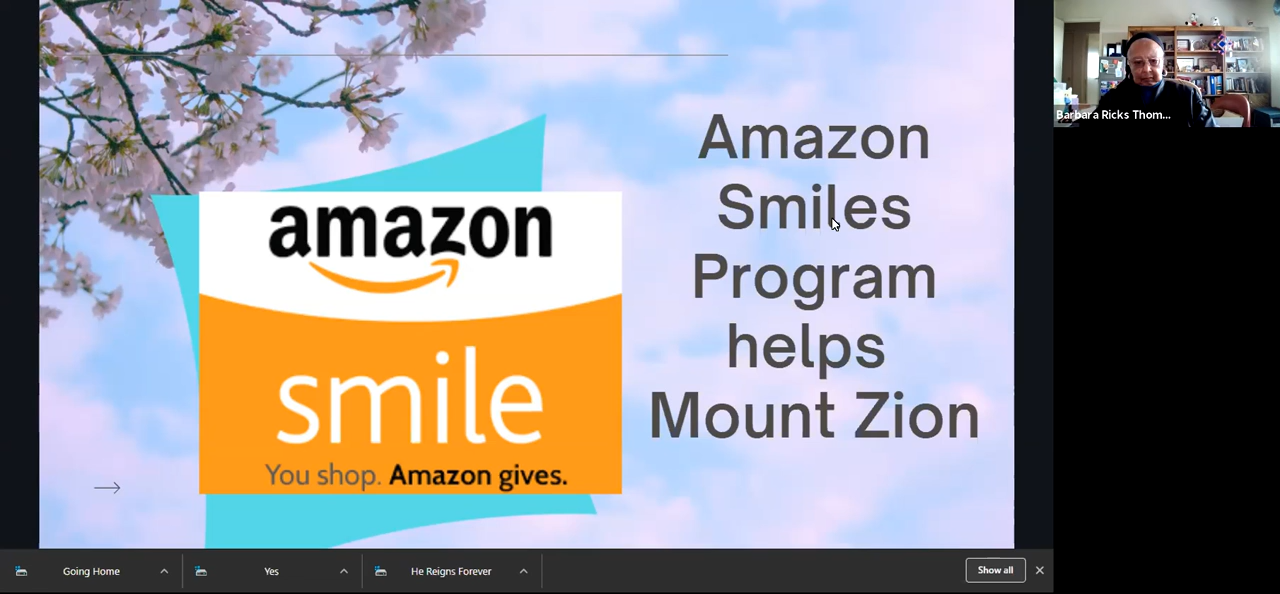 amazon
smile
You shop. Amazon gives.
Amazon
Smiles
Program
helps
Mount Zion
Barbara Ricks Thom...
Going Home
Yes
He Reigns Forever
Show all